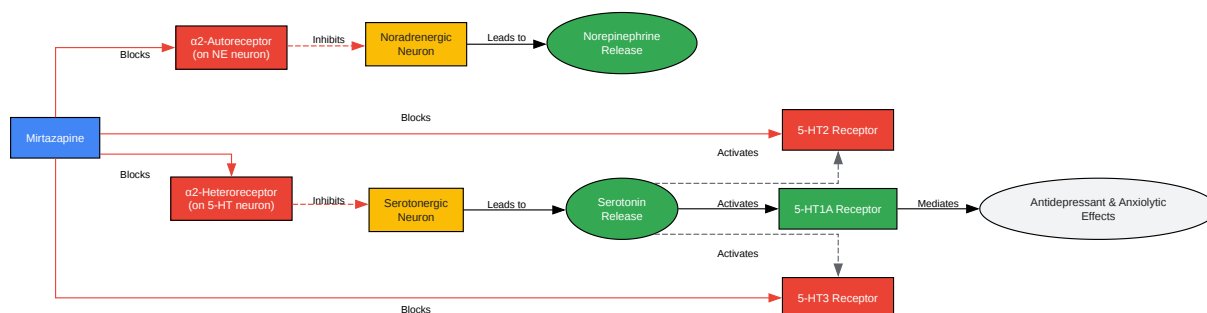 α2-Autoreceptor
(on NE neuron)
Inhibits
Noradrenergic
Neuron
Leads to
Norepinephrine
Release
Blocks
Mirtazapine
Blocks
5-HT2 Receptor
Activates
Blocks
α2-Heteroreceptor
(on 5-HT neuron)
Inhibits
Serotonergic
Neuron
Leads to
Serotonin
Release
Activates
5-HT1A Receptor
Mediates
Antidepressant & Anxiolytic
Effects
Activates
5-HT3 Receptor
Blocks